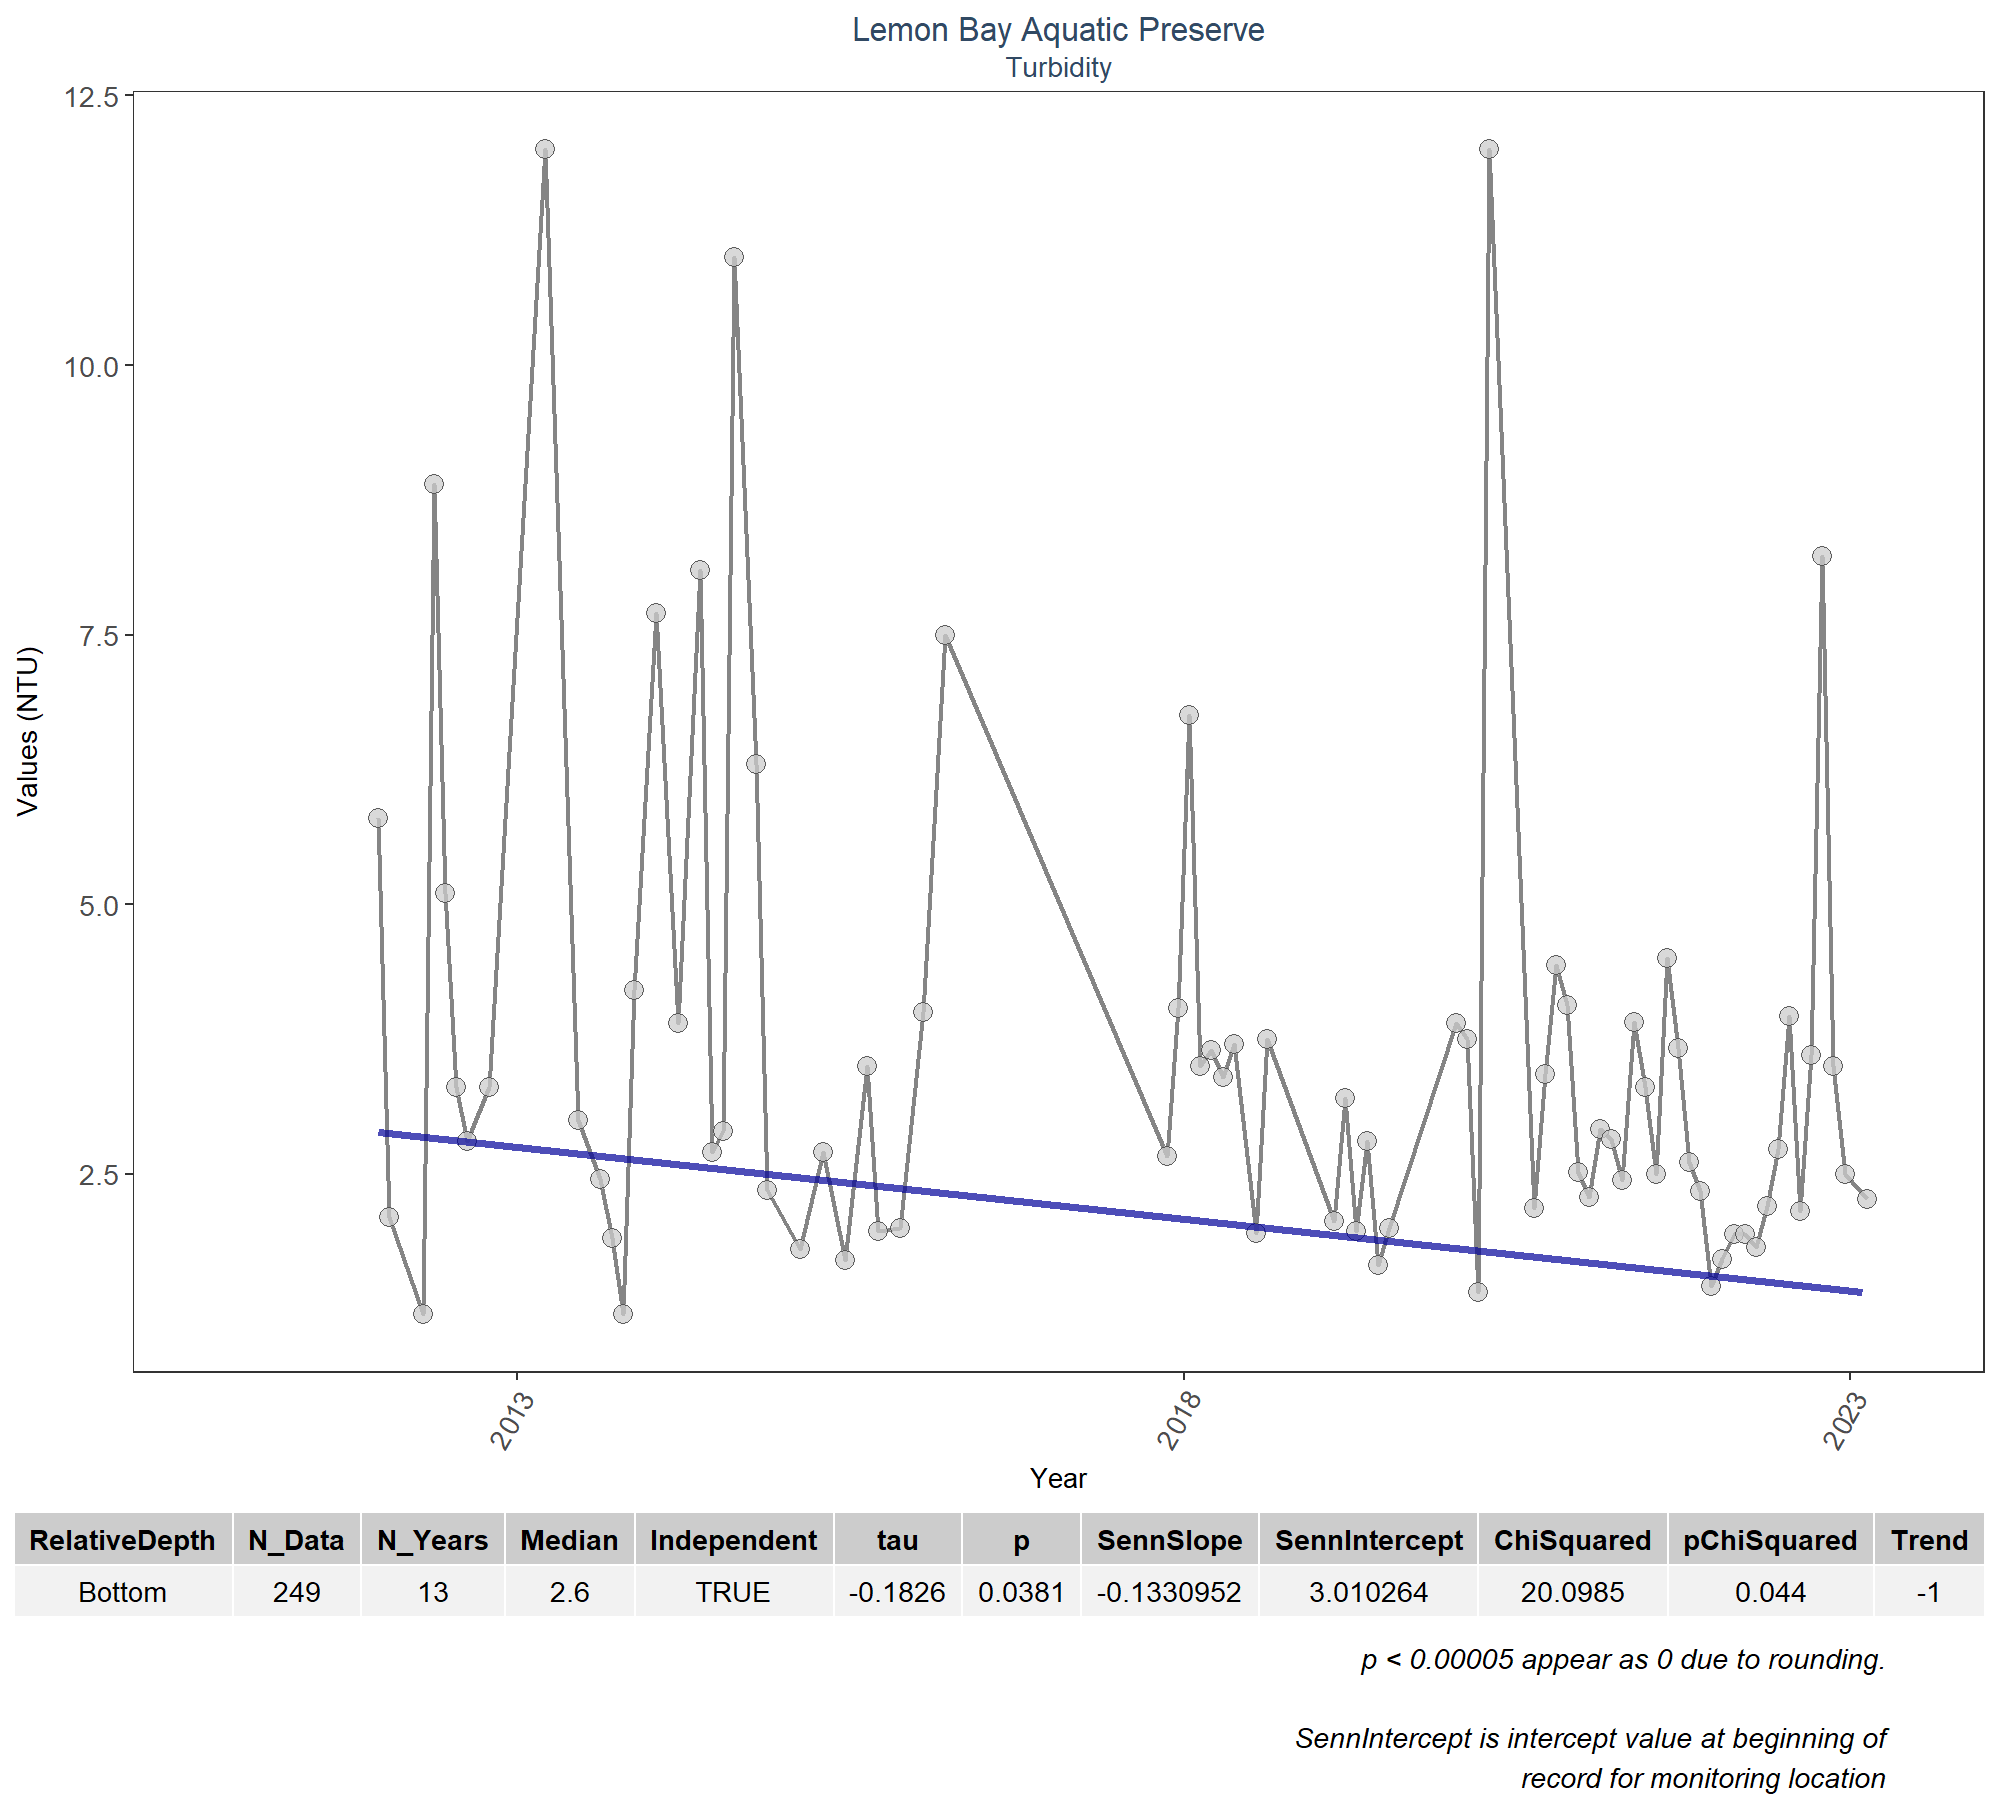 Lemon Bay Aquatic Preserve
Turbidity
12.5
10.0
7.5
5.0
2.5
Values (NTU)
2013 2018 2023
Year
RelativeDepth N_Data N_Years Median Independent tau p SennSlope SennIntercept ChiSquared pChiSquared Trend
Bottom 249 13 2.6 TRUE -0.1826 0.0381 -0.1330952 3.010264 20.0985 0.044 -1
p < 0.00005 appear as 0 due to rounding.
SennIntercept is intercept value at beginning of
record for monitoring location